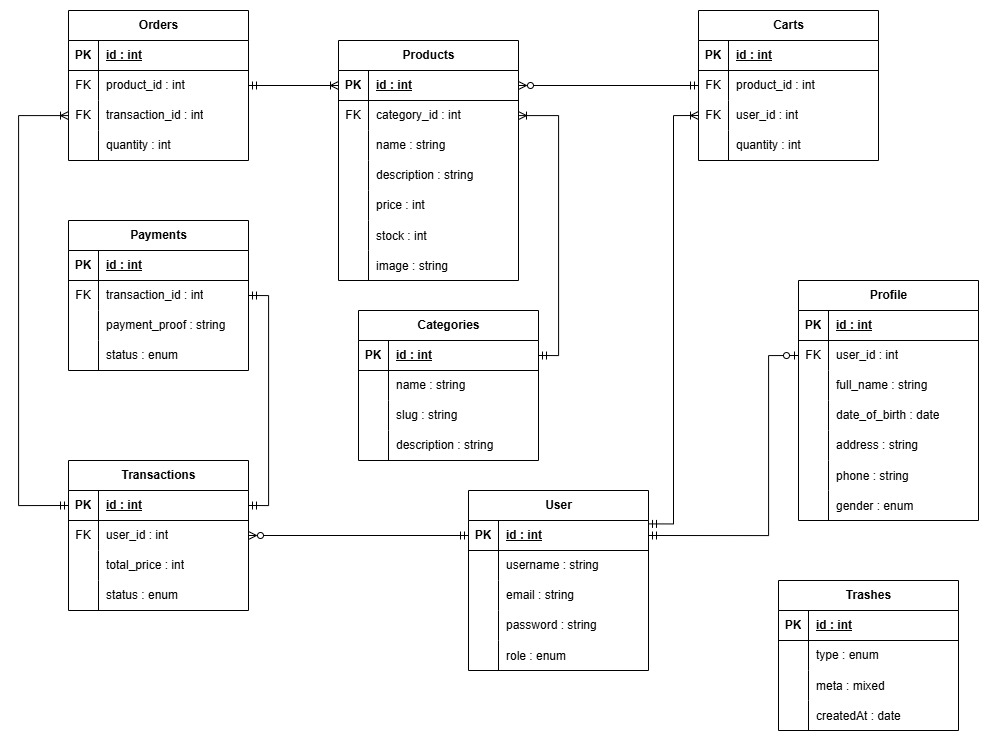 Orders
PK id : int
FK product_id : int
FK transaction_id : int
quantity : int
Products
PK id : int
FK category_id : int
name : string
description : string
price : int
stock : int
image : string
Carts
PK id : int
FK product_id : int
FK user_id : int
quantity : int
Payments
PK id : int
FK transaction_id : int
payment_proof : string
status : enum
Categories
PK id : int
name : string
slug : string
description : string
Profile
PK id : int
FK user_id : int
full_name : string
date_of_birth : date
address : string
phone : string
gender : enum
Transactions
PK id : int
FK user_id : int
total_price : int
status : enum
User
PK id : int
username : string
email : string
password : string
role : enum
Trashes
PK id : int
type : enum
meta : mixed
createdAt : date